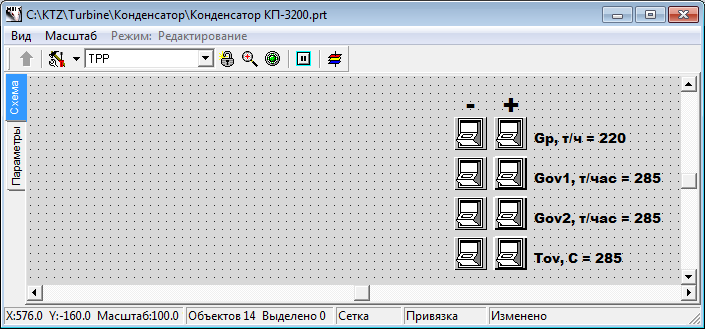 C:\KTZ\Turbine\Конденсатор\Конденсатор КП-3200.prt
Вид Масштаб Режим: Редактирование
TPP
Схема
Параметры
- +
Gp, т/ч = 220
Gov1, т/час = 285
Gov2, т/час = 285
Tov, C = 285
X:576.0 Y:-160.0 Масштаб:100.0 Объектов 14 Выделено 0 Сетка Привязка Изменено